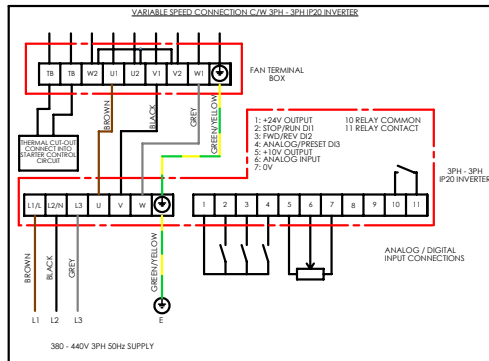 VARIABLE SPEED CONNECTION C/W 3PH - 3PH IP20 INVERTER
TB TB W2 U1 U2 V1 V2 W1
FAN TERMINAL
BOX
BROWN
BLACK
GREY
GREEN/YELLOW
THERMAL CUT-OUT
CONNECT INTO
STARTER CONTROL
CIRCUIT
1: +24V OUTPUT
2: STOP/RUN DI1
3: FWD/REV DI2
4: ANALOG/PRESET DI3
5: +10V OUTPUT
6: ANALOG INPUT
7: 0V
10 RELAY COMMON
11 RELAY CONTACT
3PH - 3PH
IP20 INVERTER
L1/L L2/N L3 U V W
1 2 3 4 5 6 7 8 9 10 11
BROWN
BLACK
GREY
GREEN/YELLOW
ANALOG / DIGITAL
INPUT CONNECTIONS
L1 L2 L3 E
380 - 440V 3PH 50Hz SUPPLY